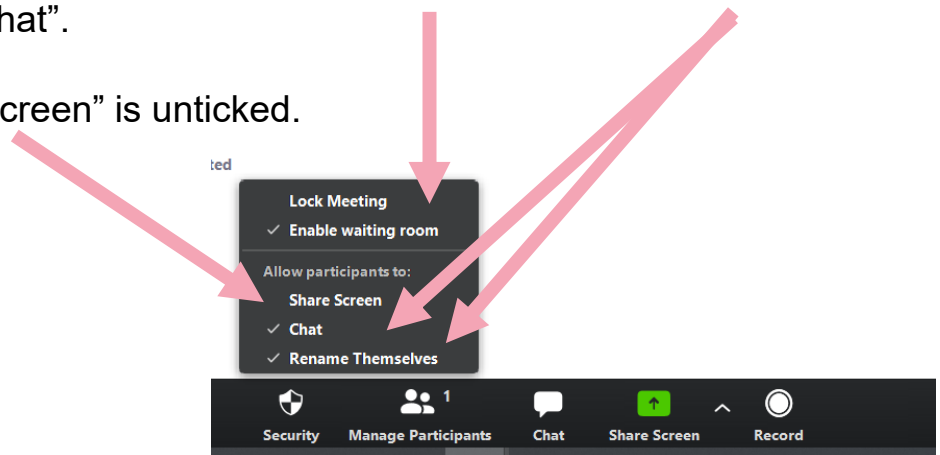 hat”.
creen” is unticked.
ted
Lock Meeting
Enable waiting room
Allow participants to:
Share Screen
Chat
Rename Themselves
1
Security Manage Participants Chat Share Screen Record